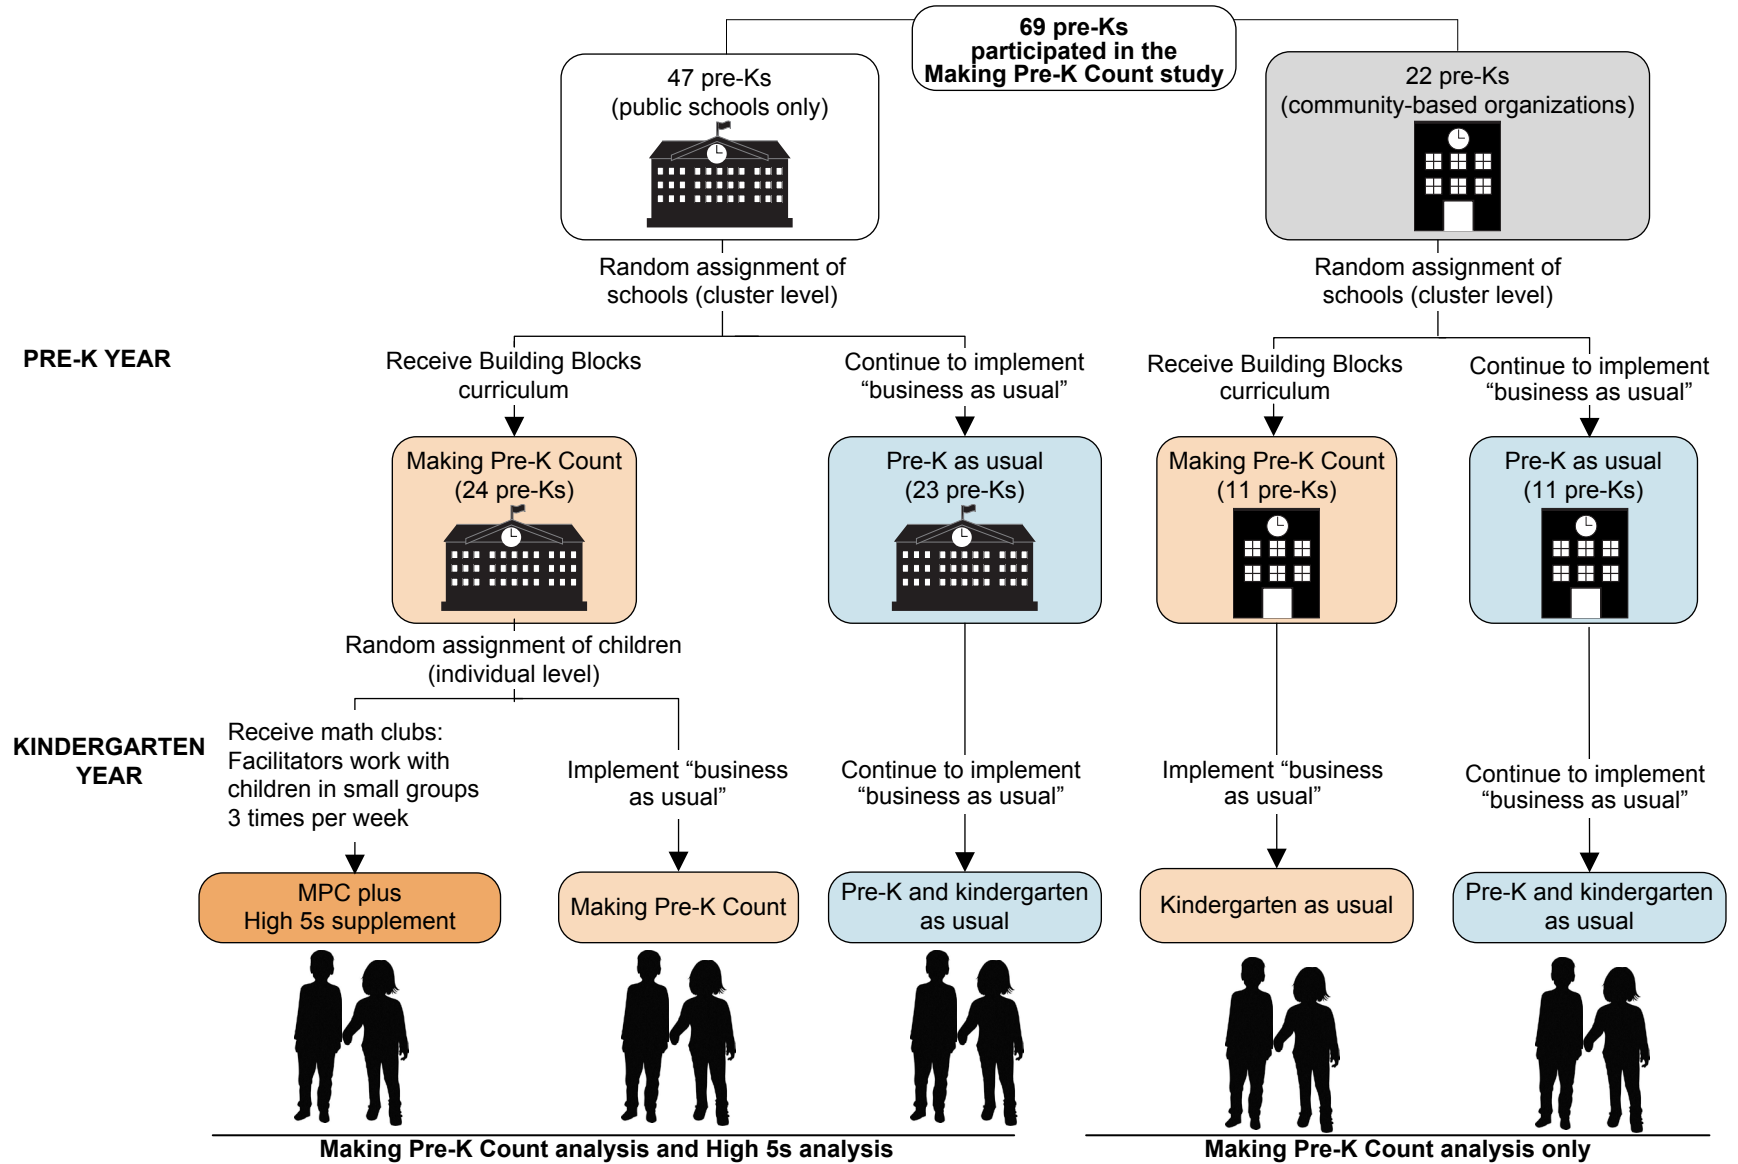 69 pre-Ks
participated in the
Making Pre-K Count study
47 pre-Ks
(public schools only)
22 pre-Ks
(community-based organizations)
Random assignment of
schools (cluster level)
Random assignment of
schools (cluster level)
PRE-K YEAR
Receive Building Blocks
curriculum
Continue to implement
“business as usual”
Receive Building Blocks
curriculum
Continue to implement
“business as usual”
Making Pre-K Count
(24 pre-Ks)
Pre-K as usual
(23 pre-Ks)
Making Pre-K Count
(11 pre-Ks)
Pre-K as usual
(11 pre-Ks)
Random assignment of children
(individual level)
KINDERGARTEN
YEAR
Receive math clubs:
Facilitators work with
children in small groups
3 times per week
Implement “business
as usual”
Continue to implement
“business as usual”
Implement “business
as usual”
Continue to implement
“business as usual”
MPC plus
High 5s supplement
Making Pre-K Count
Pre-K and kindergarten
as usual
Kindergarten as usual
Pre-K and kindergarten
as usual
Making Pre-K Count analysis and High 5s analysis
Making Pre-K Count analysis only